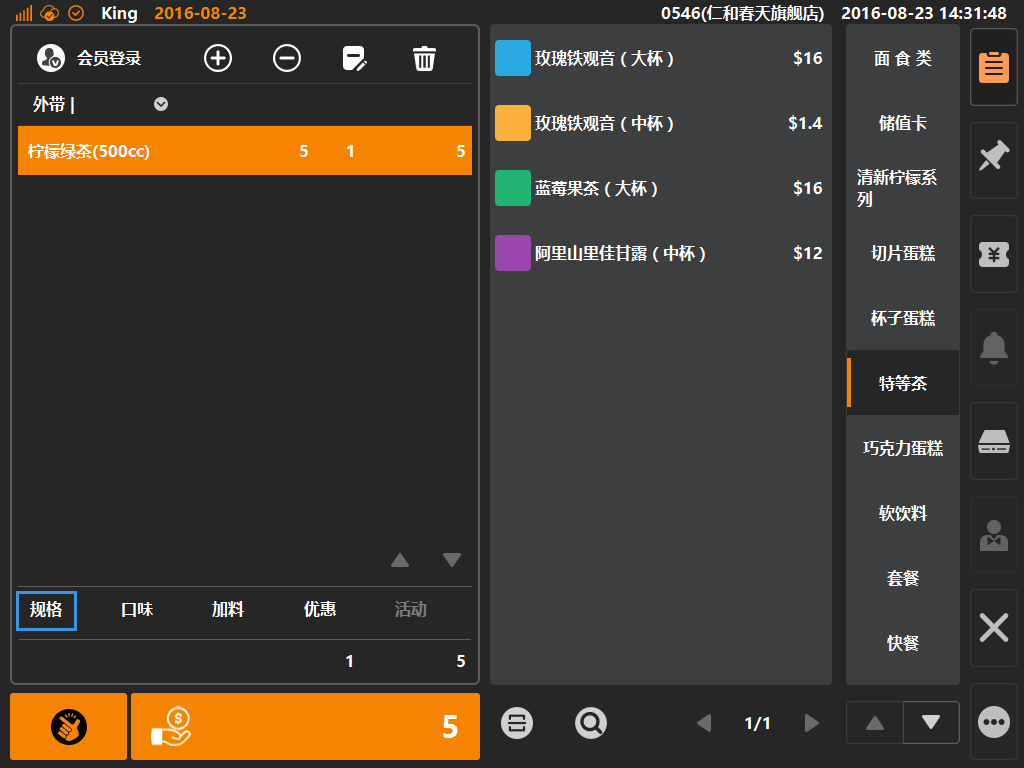 King 2016-08-23 0546(仁和春天旗舰店) 2016-08-23 14:31:48
会员登录
外带 |
柠檬绿茶(500cc) 5 1 5
规格 口味 加料 优惠 活动
1 5
$ 5
玫瑰铁观音（大杯） $16
玫瑰铁观音（中杯） $1.4
蓝莓果茶（大杯） $16
阿里山里佳甘露（中杯） $12
1/1
面 食 类
储值卡
清新柠檬系
列
切片蛋糕
杯子蛋糕
特等茶
巧克力蛋糕
软饮料
套餐
快餐
¥